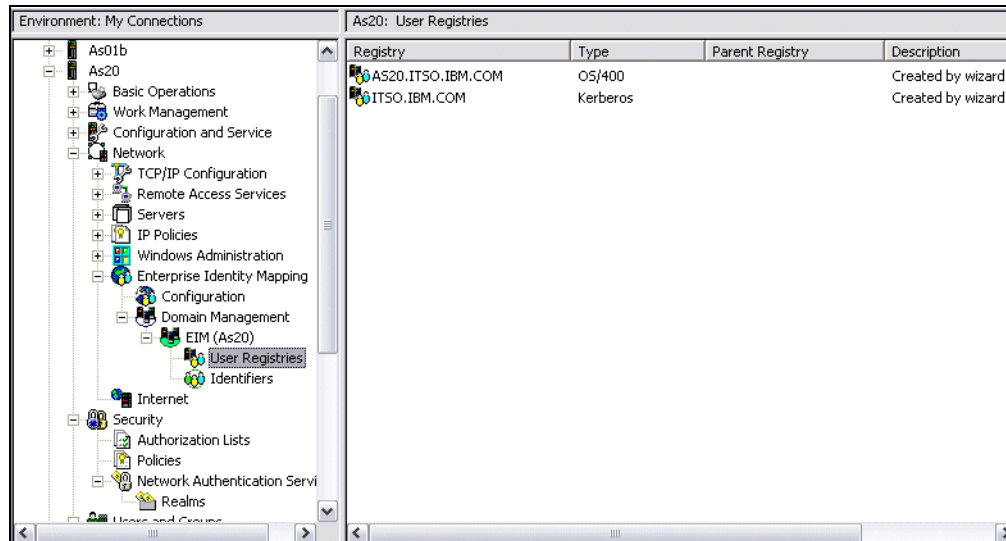 Environment: My Connections
As01b
As20
Basic Operations
Work Management
Configuration and Service
Network
TCP/IP Configuration
Remote Access Services
Servers
IP Policies
Windows Administration
Enterprise Identity Mapping
Configuration
Domain Management
EIM (As20)
User Registries
Identifiers
Internet
Security
Authorization Lists
Policies
Network Authentication Servi
Realms
Users and Groups
As20: User Registries
Registry Type Parent Registry Description
AS20.ITSO.IBM.COM OS/400 Created by wizard
ITSO.IBM.COM Kerberos Created by wizard